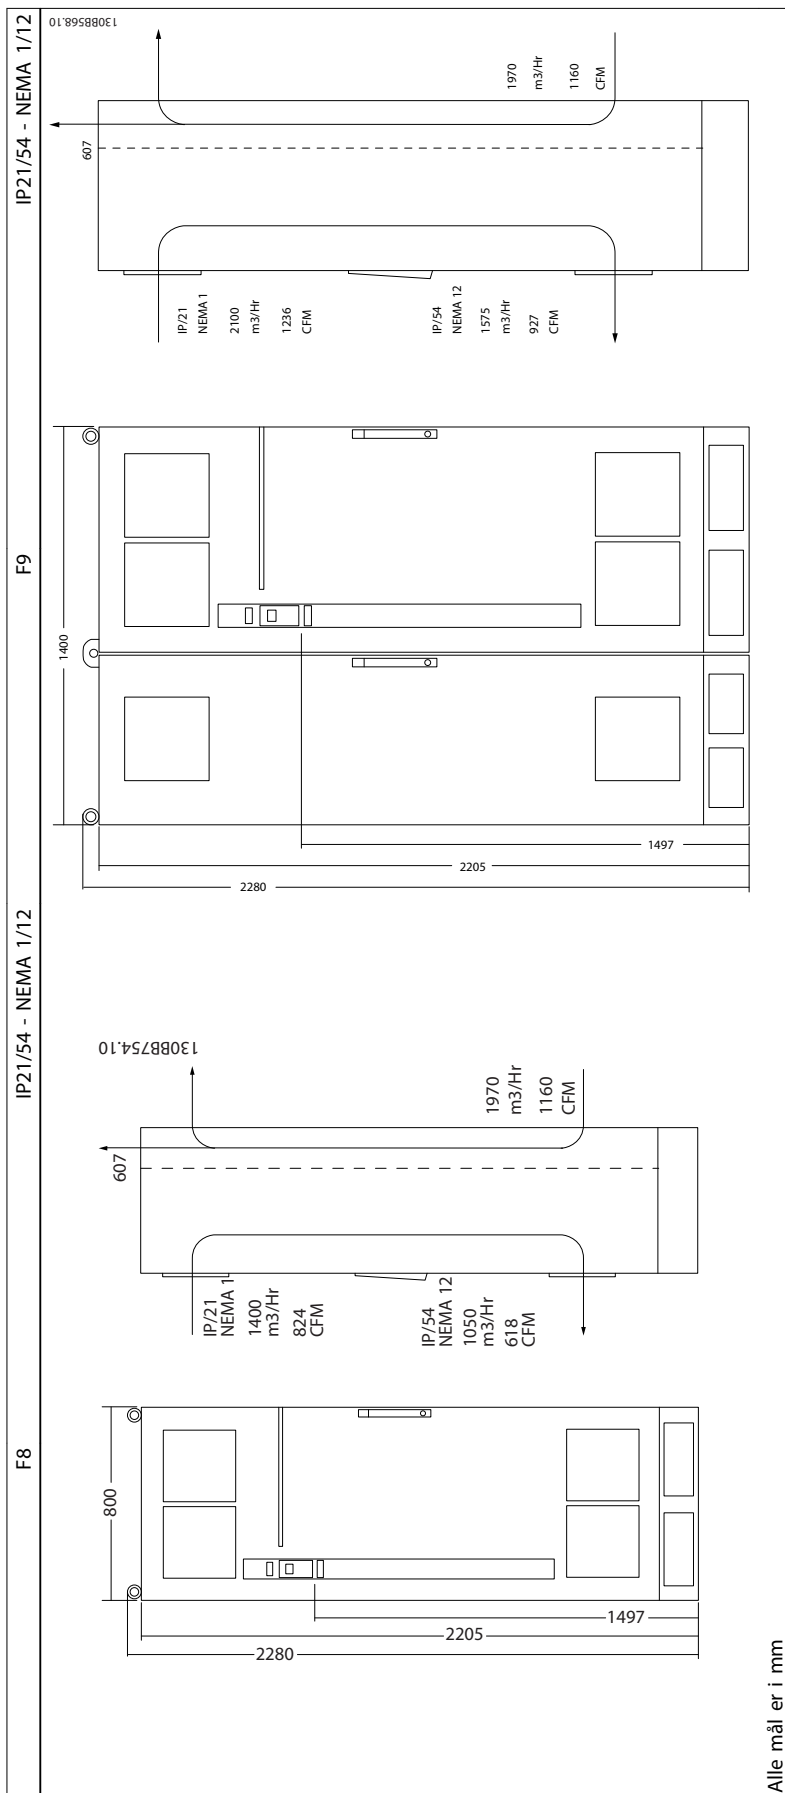 F8
IP21/54 - NEMA 1/12
F9
IP21/54 - NEMA 1/12
130BB754.10
607
1970
m3/Hr
1160
CFM
IP/21
NEMA 1
1400
m3/Hr
824
CFM
IP/54
NEMA 12
1050
m3/Hr
618
CFM
800
1497
2205
2280
130BB568.10
607
1970
m3/Hr
1160
CFM
IP/21
NEMA 1
2100
m3/Hr
1236
CFM
IP/54
NEMA 12
1575
m3/Hr
927
CFM
1400
1497
2205
2280
Alle mål er i mm